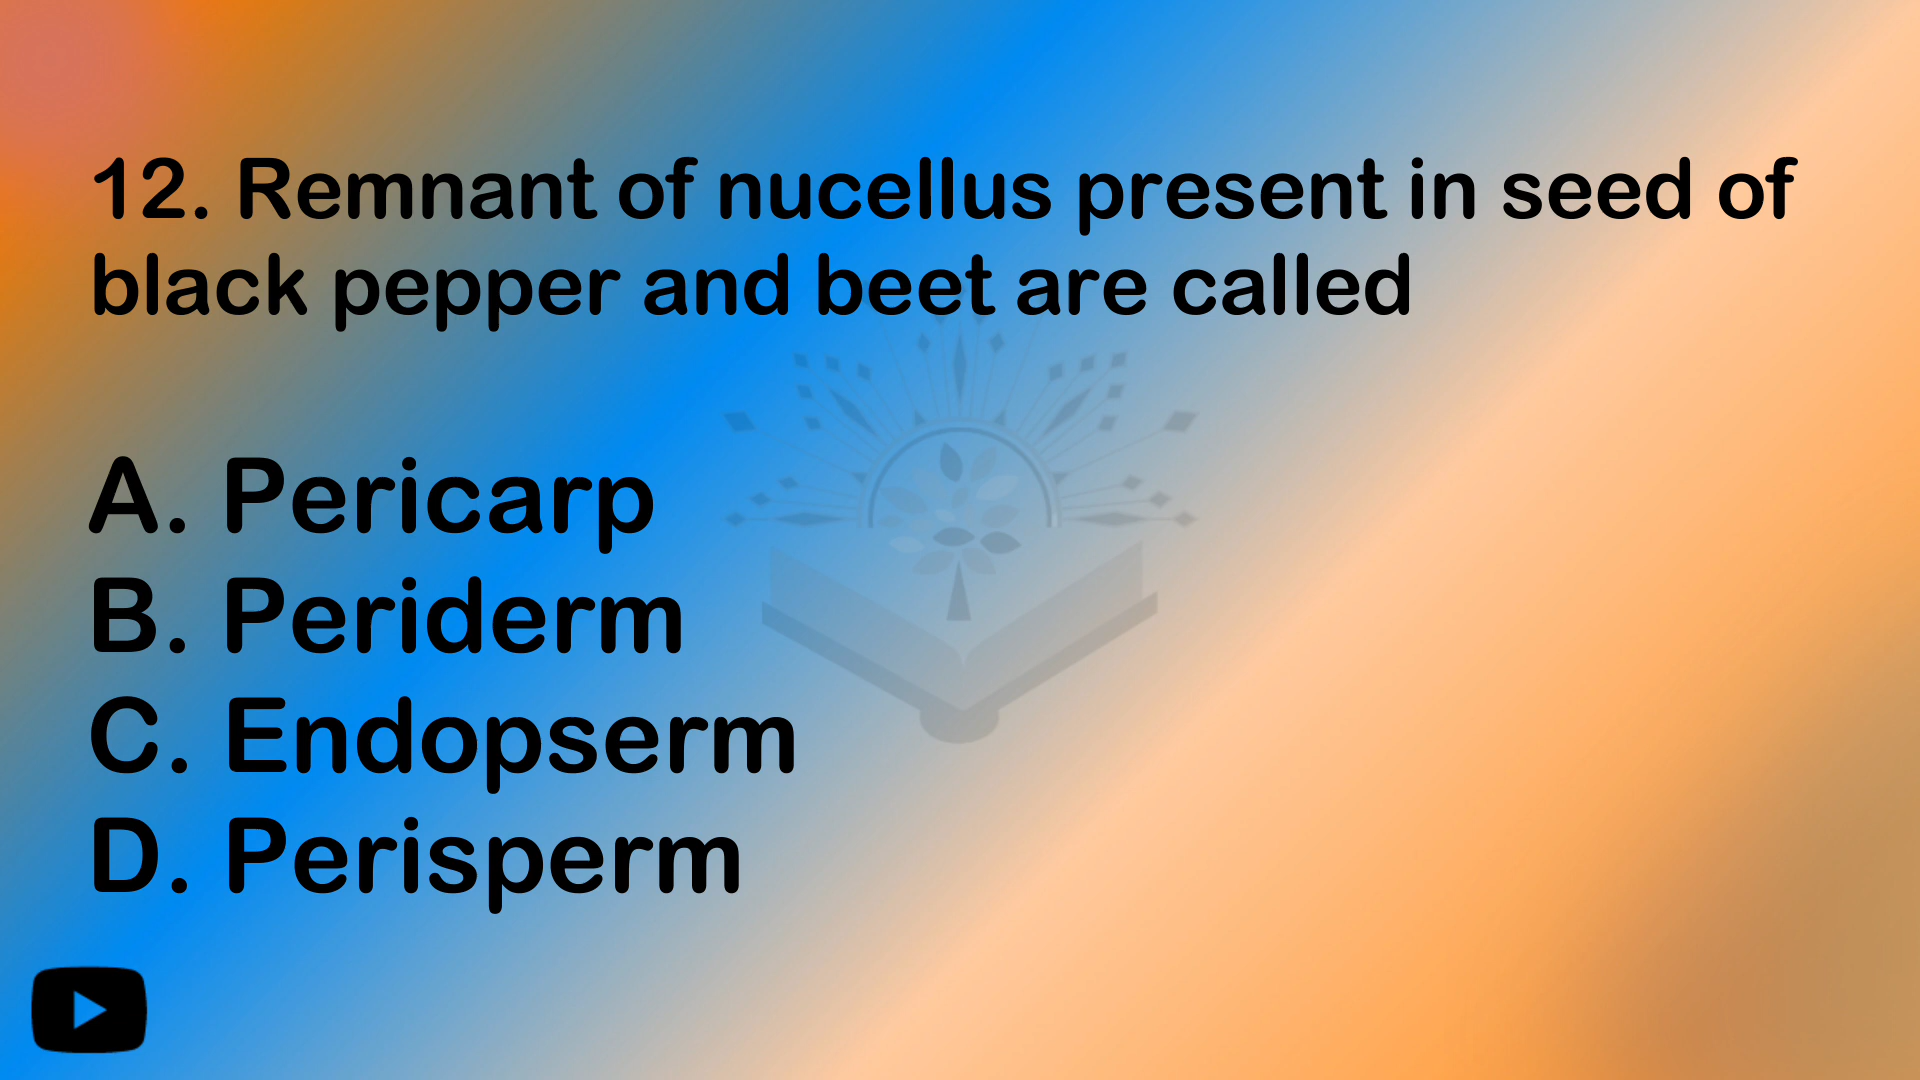 12. Remnant of nucellus present in seed of
black pepper and beet are called
A. Pericarp
B. Periderm
C. Endopserm
D. Perisperm